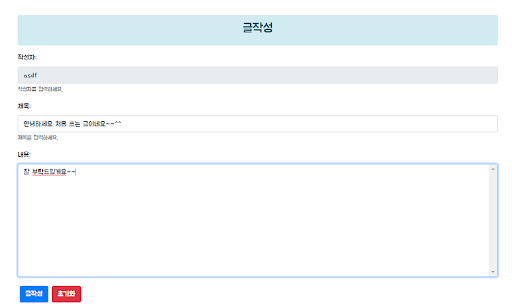 글작성
작성자:
asdf
작성자를 입력하세요.
제목:
안녕하세요 처음 쓰는 글이네요~~^^
제목을 입력하세요.
내용:
잘 부탁드립게요~~
글작성 초기화